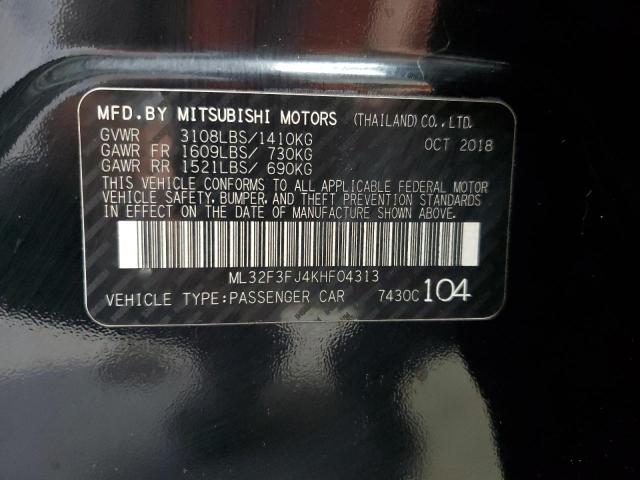 MFD.BY MITSUBISHI MOTORS (THAILAND)CO.,LTD.
GVWR 3108LBS/1410KG OCT 2018
GAWR FR 1609LBS/ 730KG
GAWR RR 1521LBS/ 690KG
THIS VEHICLE CONFORMS TO ALL APPLICABLE FEDERAL MOTOR
VEHICLE SAFETY, BUMPER, AND THEFT PREVENTION STANDARDS
IN EFFECT ON THE DATE OF MANUFACTURE SHOWN ABOVE.
ML32F3FJ4KHF04313
VEHICLE TYPE:PASSENGER CAR 7430C 104